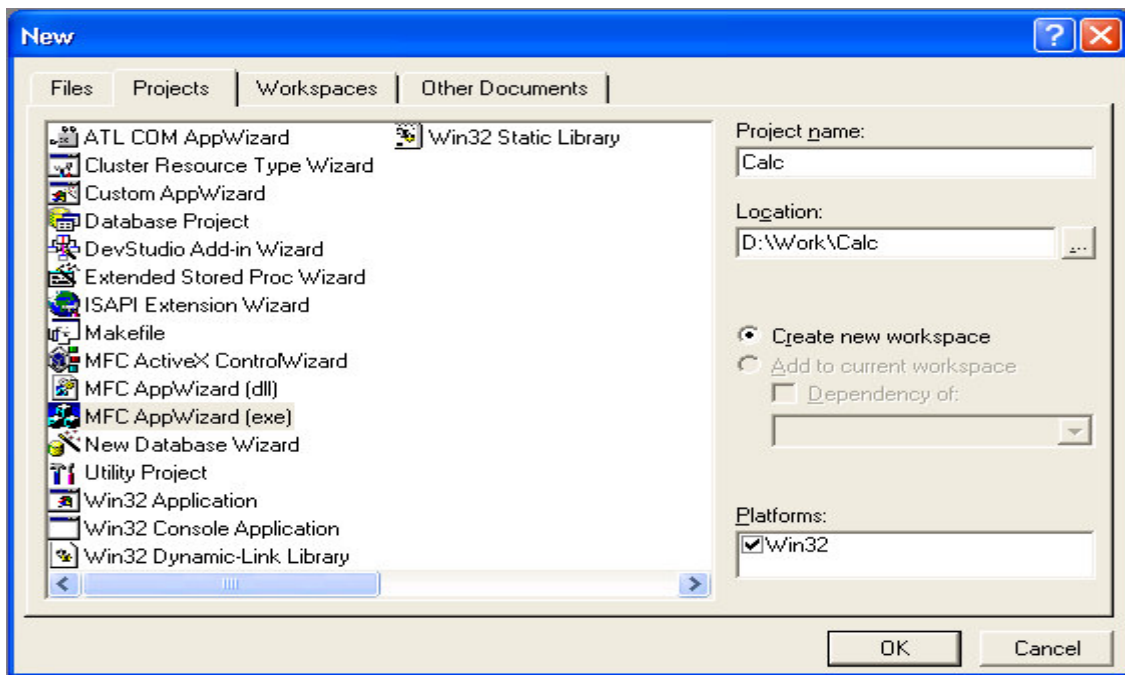 New
Files Projects Workspaces Other Documents
ATL COM AppWizard
Cluster Resource Type Wizard
Custom AppWizard
Database Project
DevStudio Add-in Wizard
Extended Stored Proc Wizard
ISAPI Extension Wizard
Makefile
MFC ActiveX ControlWizard
MFC AppWizard (dll)
MFC AppWizard (exe)
New Database Wizard
Utility Project
Win32 Application
Win32 Console Application
Win32 Dynamic-Link Library
Win32 Static Library
Project name:
Calc
Location:
D:\Work\Calc
...
Create new workspace
Add to current workspace
Dependency of:
Platforms:
Win32
OK Cancel